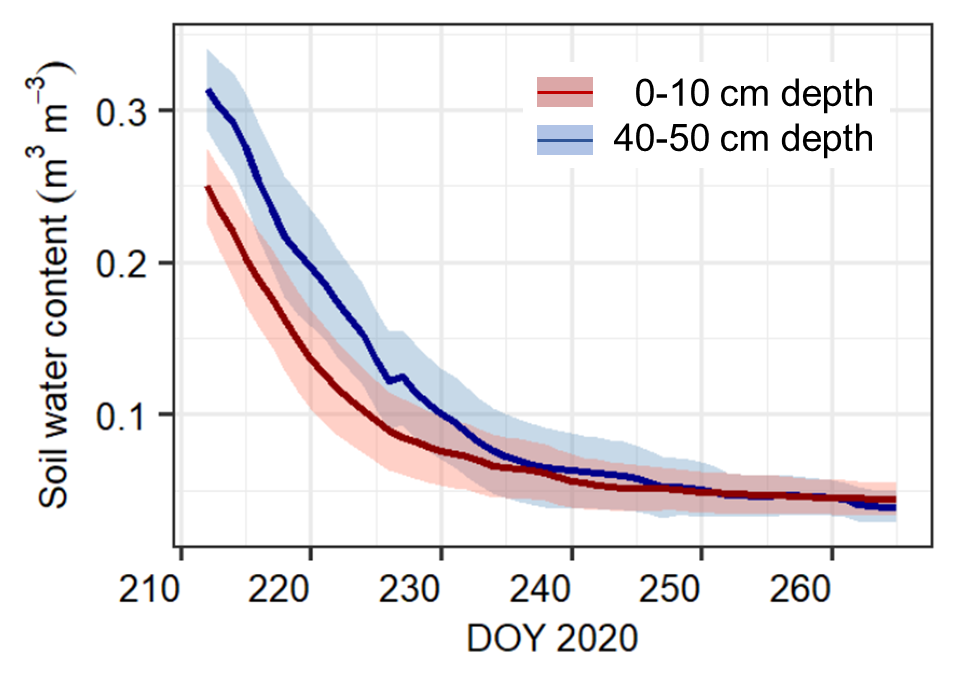 Soil water content (m³ m⁻³)
0.3
0.2
0.1
0-10 cm depth
40-50 cm depth
210 220 230 240 250 260
DOY 2020